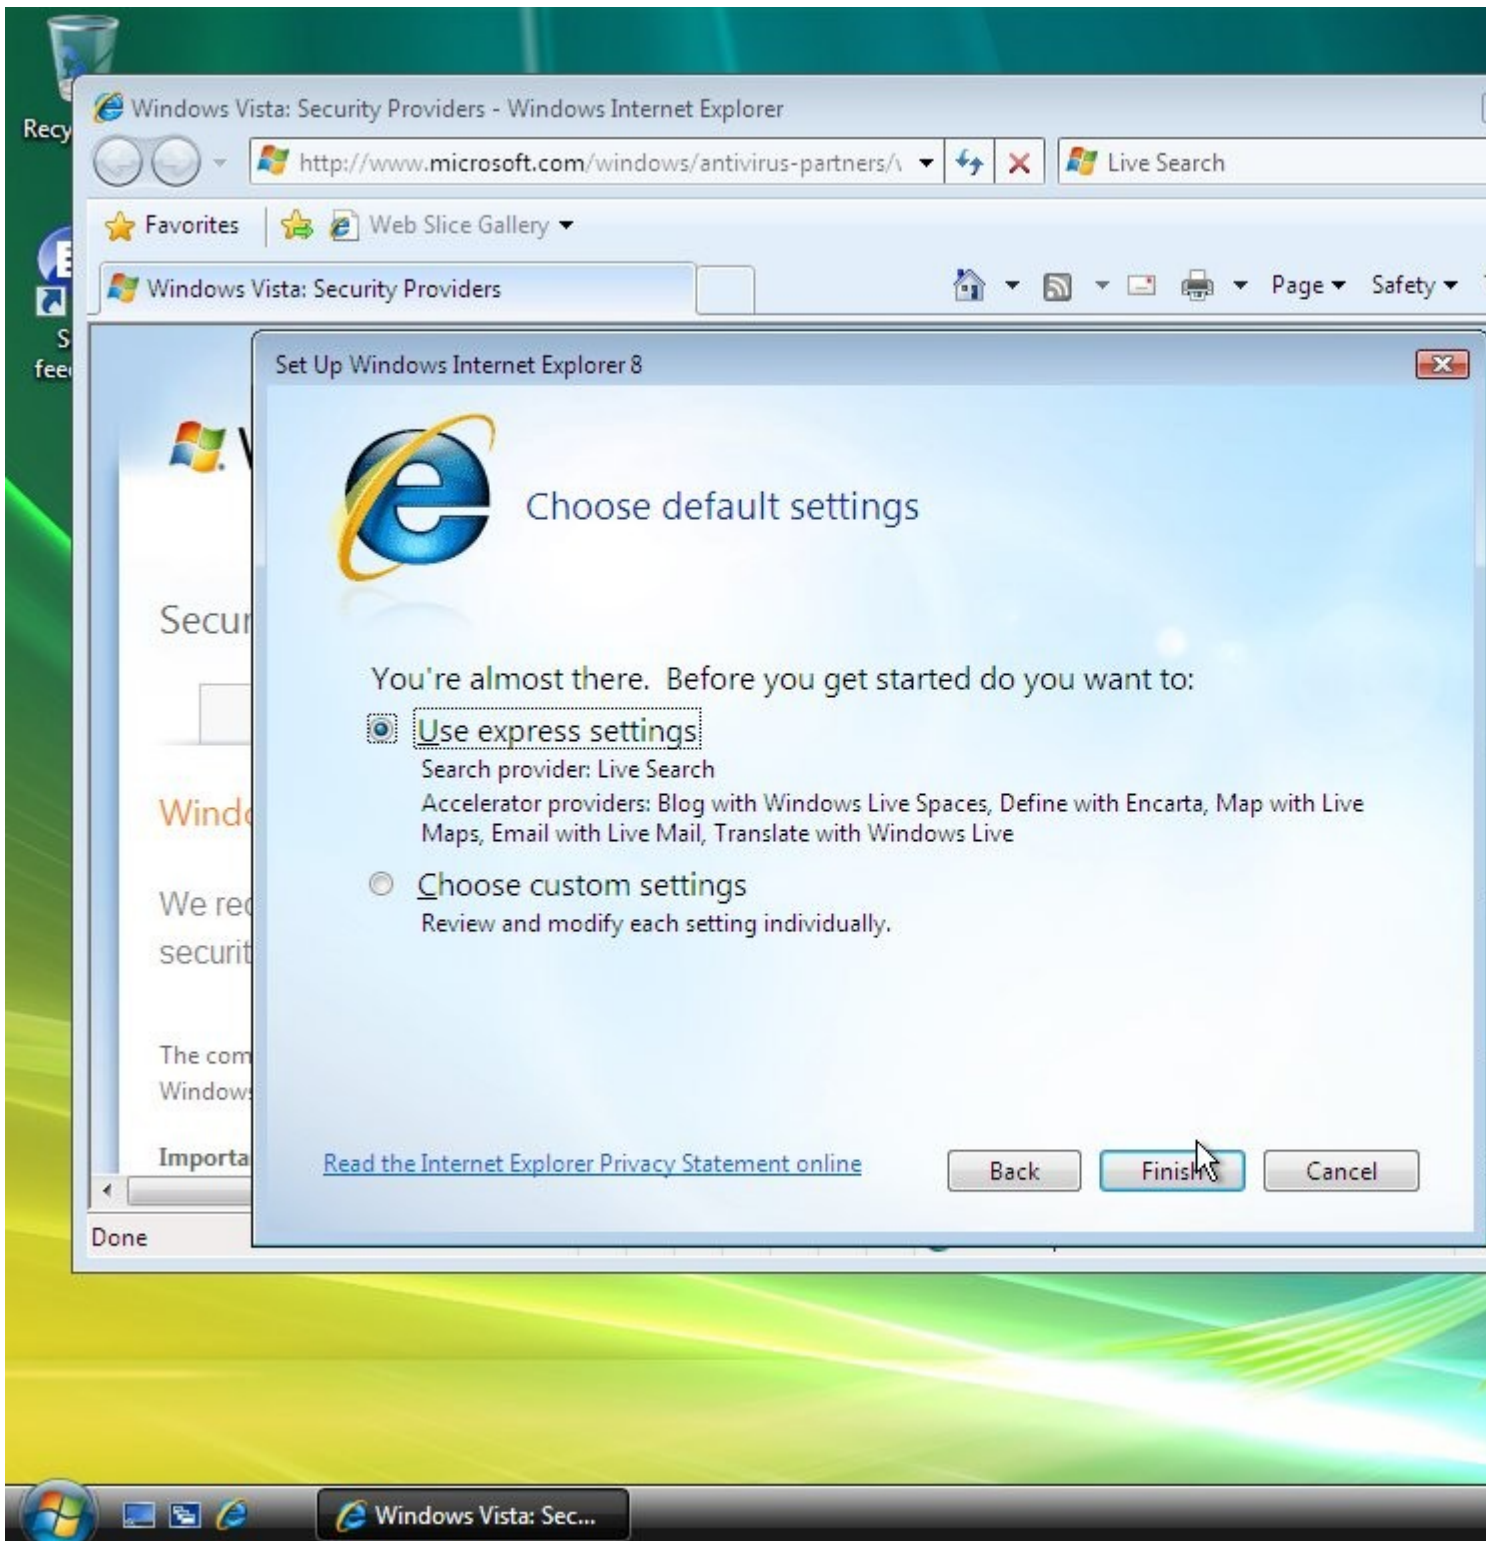 Windows Vista: Security Providers - Windows Internet Explorer
http://www.microsoft.com/windows/antivirus-partners/
Live Search
Favorites
Web Slice Gallery
Windows Vista: Security Providers
Page
Safety
Set Up Windows Internet Explorer 8
Choose default settings
You're almost there. Before you get started do you want to:
Use express settings
Search provider: Live Search
Accelerator providers: Blog with Windows Live Spaces, Define with Encarta, Map with Live
Maps, Email with Live Mail, Translate with Windows Live
Choose custom settings
Review and modify each setting individually.
We
The
Read the Internet Explorer Privacy Statement online
Back
Finish
Cancel
Done
Windows Vista: Sec...